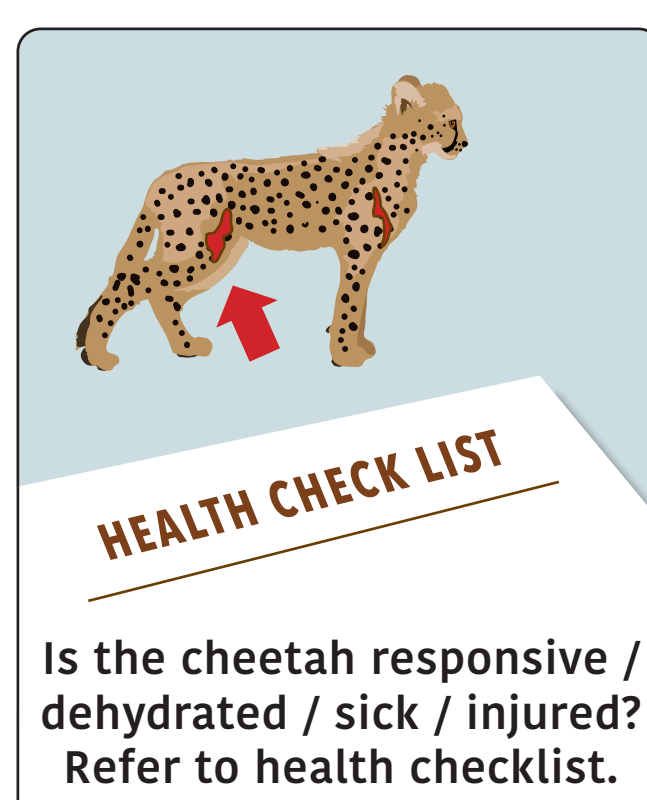 HEALTH CHECK LIST
Is the cheetah responsive /
dehydrated / sick / injured?
Refer to health checklist.